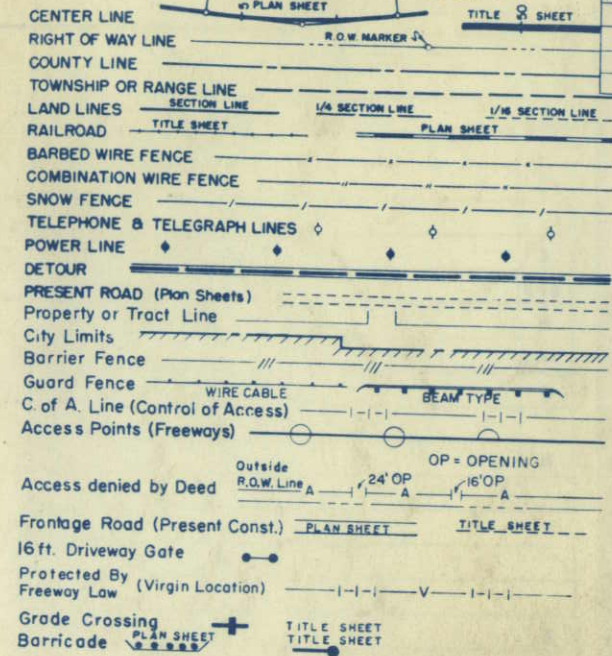 CENTER LINE 5 PLAN SHEET TITLE 50 SHEET
RIGHT OF WAY LINE R.O.W. MARKER
COUNTY LINE
TOWNSHIP OR RANGE LINE
LAND LINES SECTION LINE 1/4 SECTION LINE 1/16 SECTION LINE
RAILROAD TITLE SHEET PLAN SHEET
BARBED WIRE FENCE
COMBINATION WIRE FENCE
SNOW FENCE
TELEPHONE & TELEGRAPH LINES
POWER LINE
DETOUR
PRESENT ROAD (Plan Sheets)
Property or Tract Line
City Limits
Barrier Fence
Guard Fence WIRE CABLE BEAM TYPE
C. of A. Line (Control of Access)
Access Points (Freeways)
OP = OPENING
Access denied by Deed Outside R.O.W. Line A 24' OP A 16' OP A
Frontage Road (Present Const.) PLAN SHEET TITLE SHEET
16 ft. Driveway Gate
Protected By
Freeway Law (Virgin Location) V
Grade Crossing TITLE SHEET
Barricade PLAN SHEET TITLE SHEET